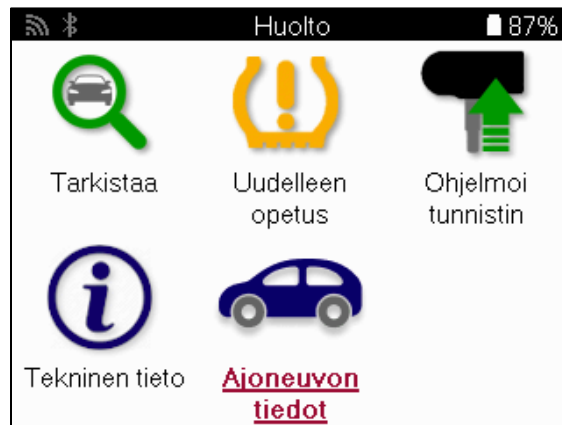 Huolto 87%
Tarkistaa
Uudelleen
opetus
Ohjelmoi
tunnistin
Tekninen tieto
Ajoneuvon
tiedot